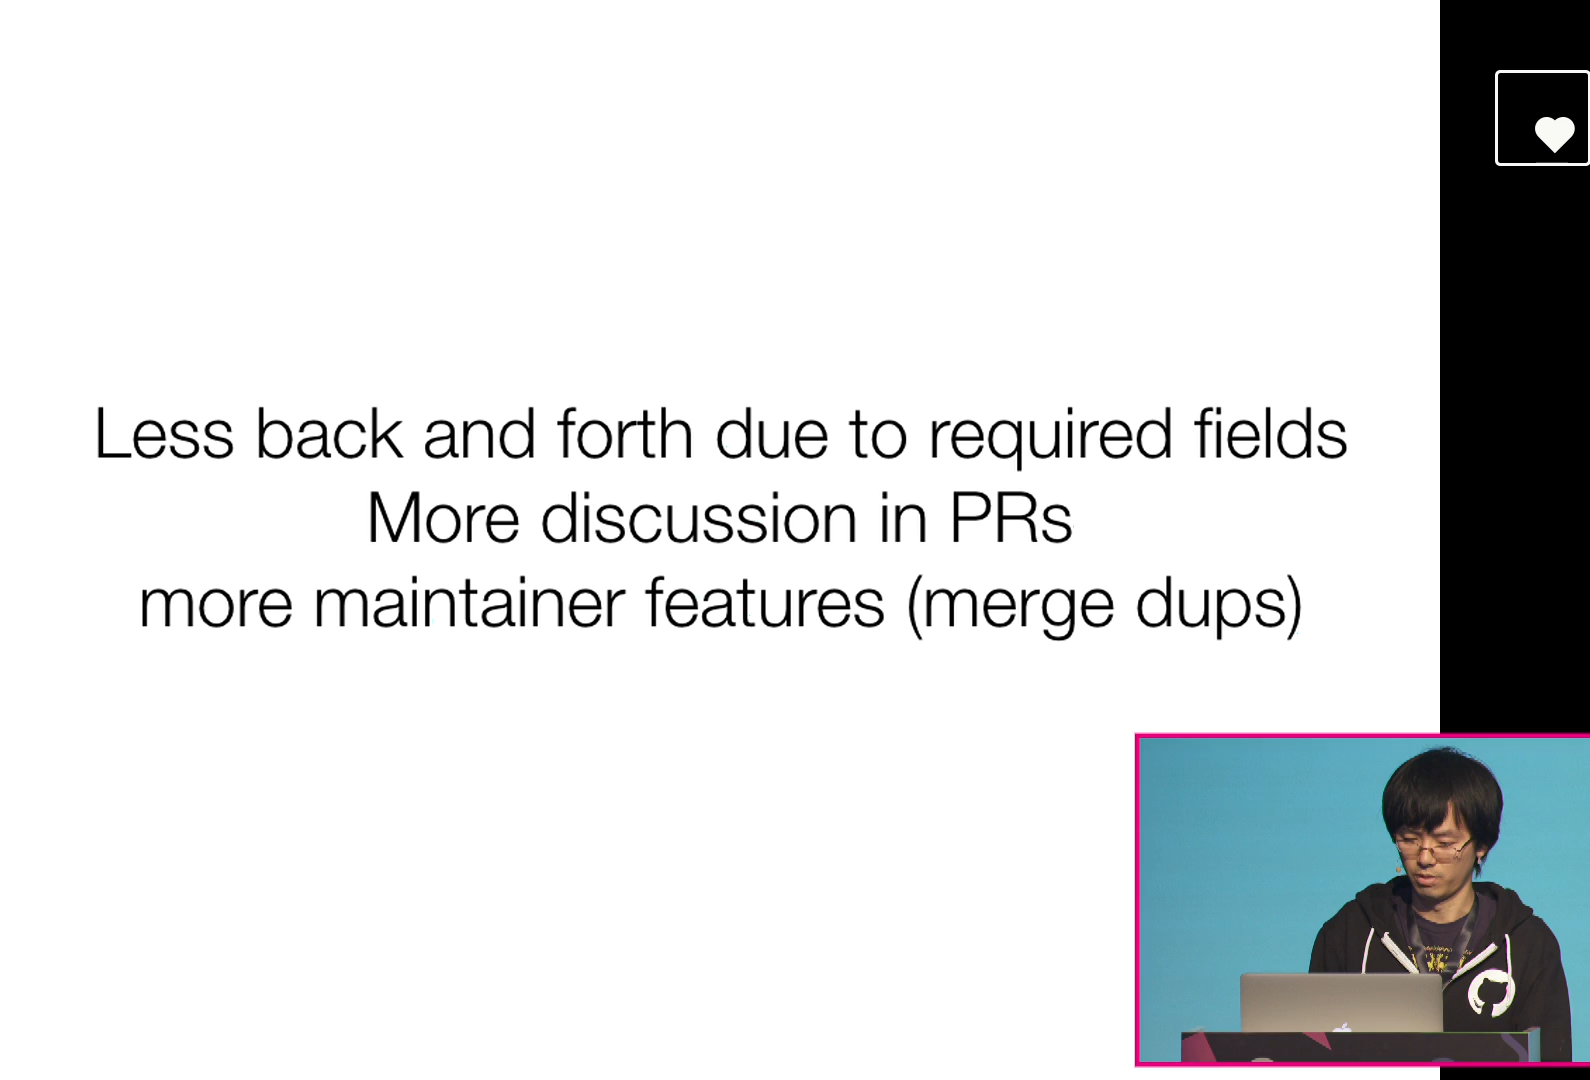 Less back and forth due to required fields
More discussion in PRs
more maintainer features (merge dups)